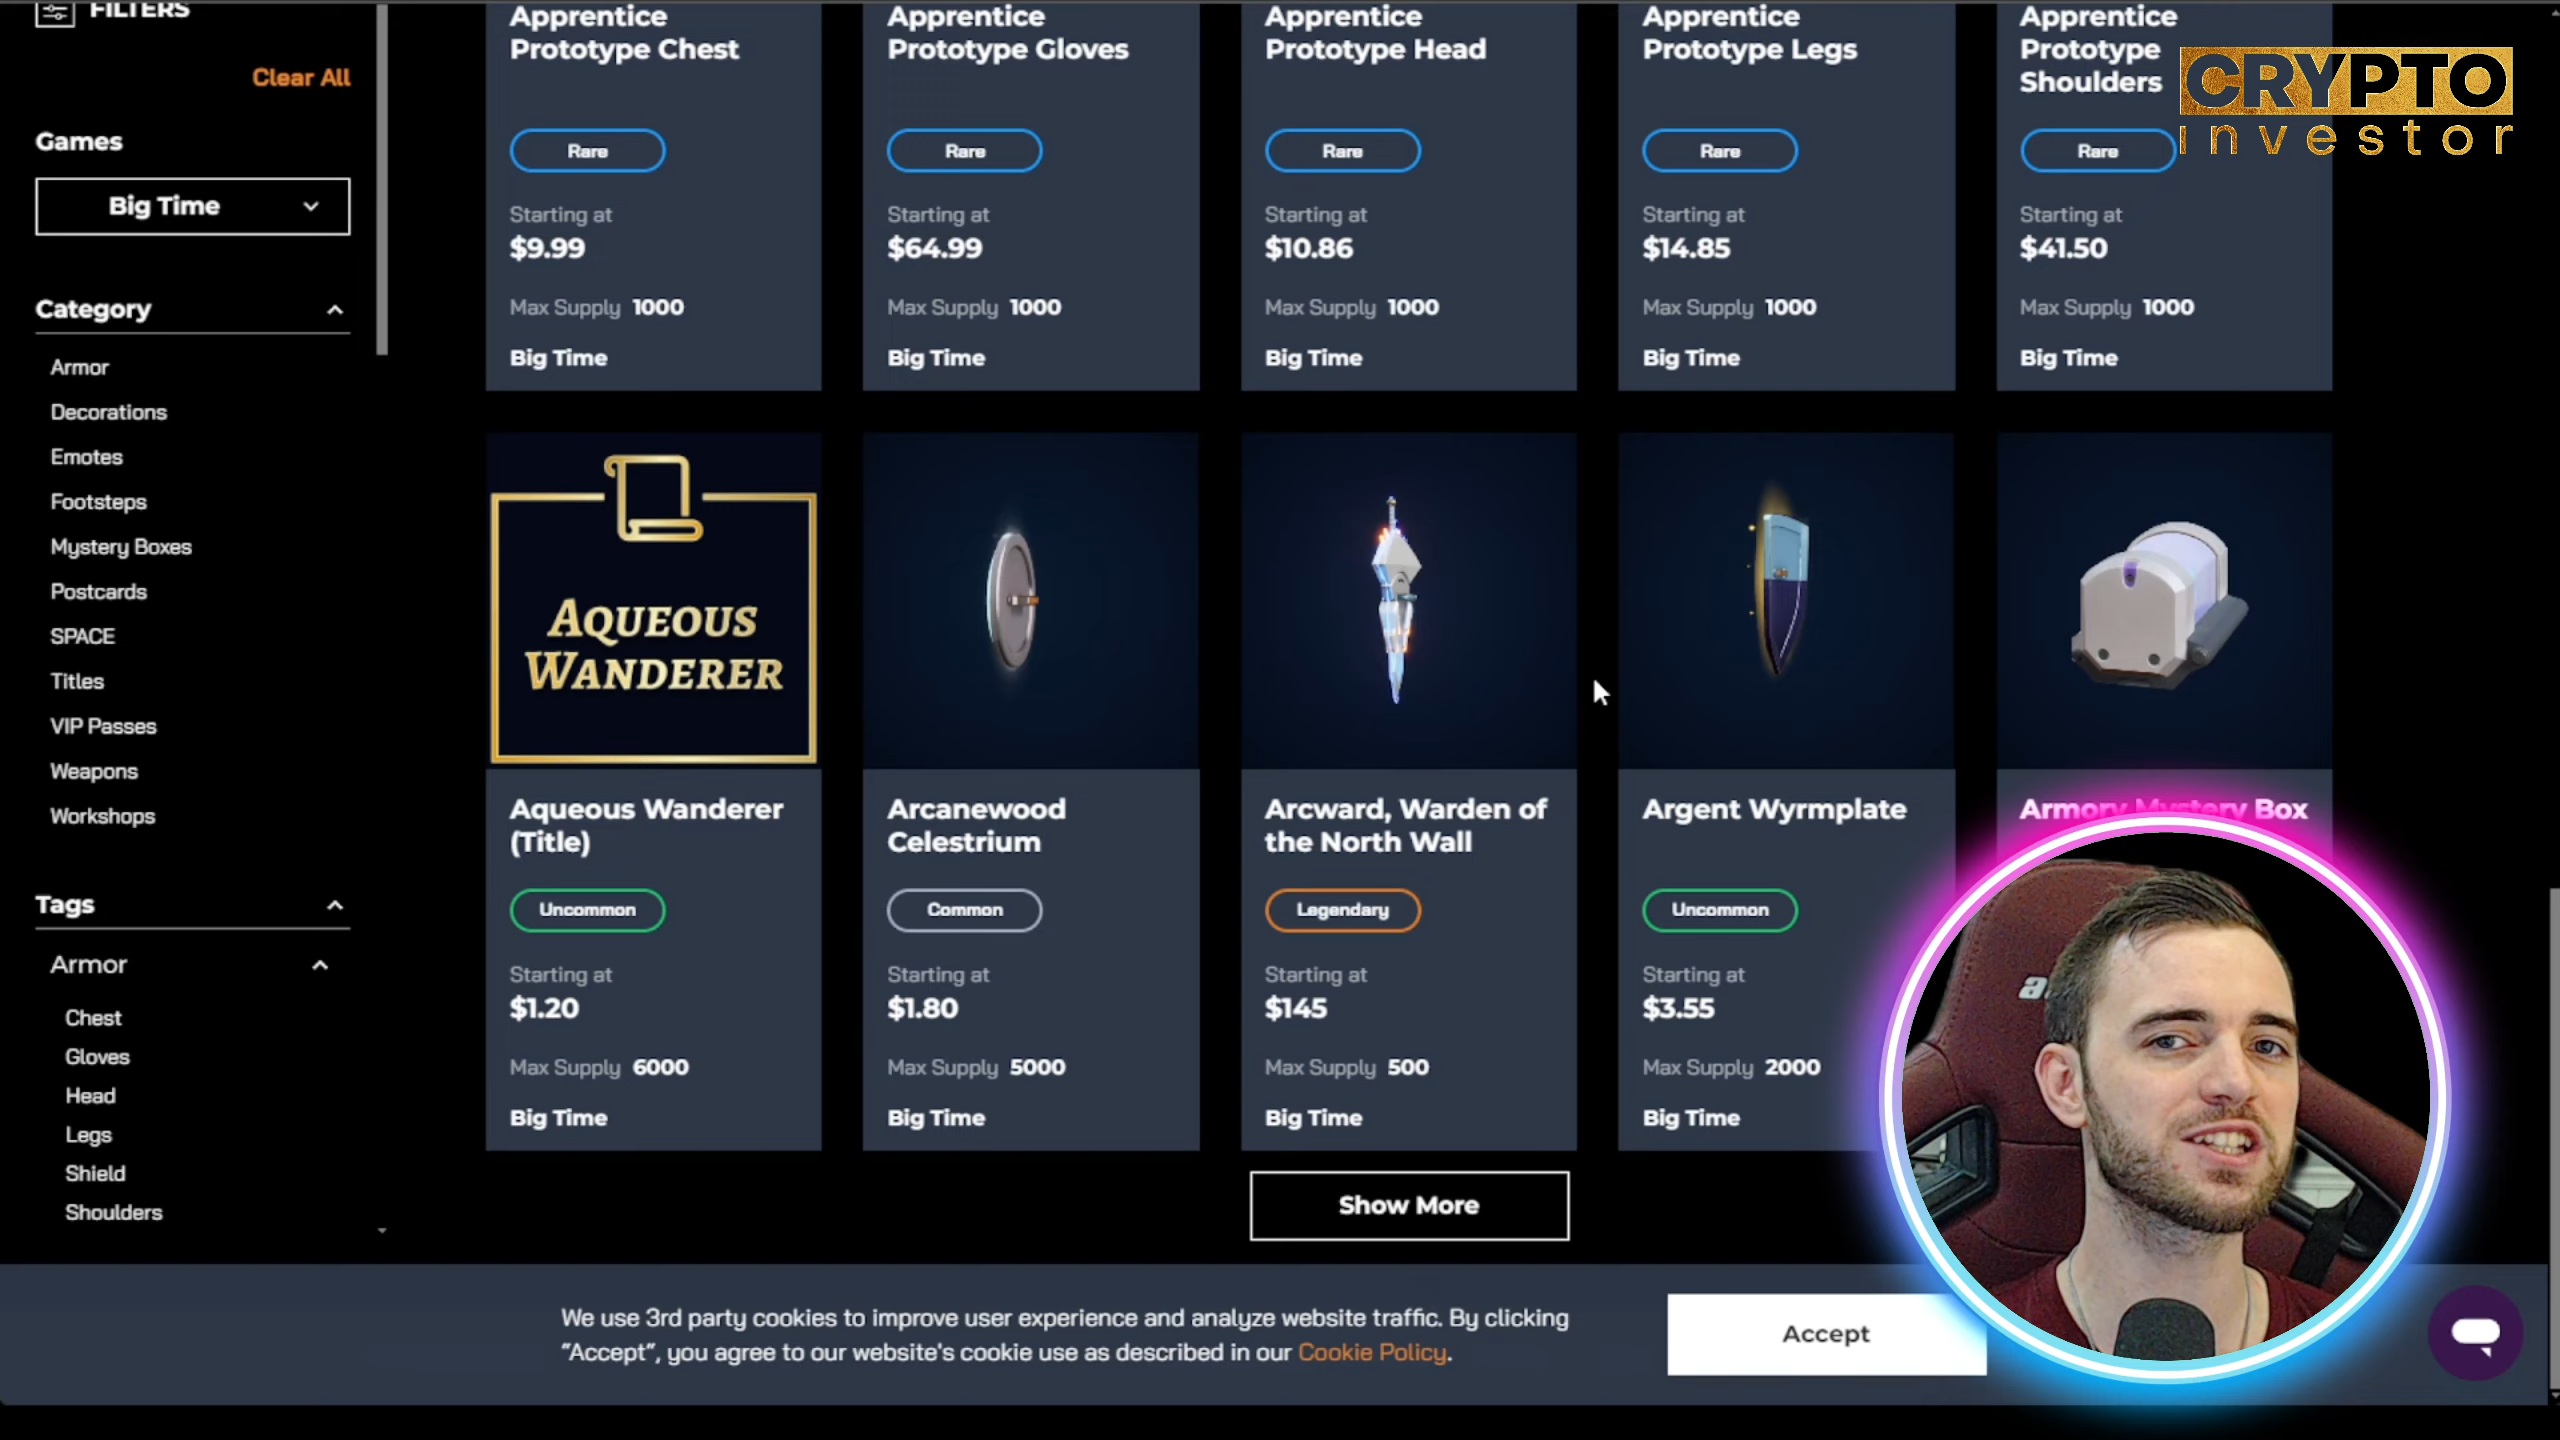 FILTERS
Clear All
Games
Big Time
Category
Armor
Decorations
Emotes
Footsteps
Mystery Boxes
Postcards
SPACE
Titles
VIP Passes
Weapons
Workshops
Tags
Armor
Chest
Gloves
Head
Legs
Shield
Shoulders
Apprentice
Prototype Chest
Rare
Starting at
$9.99
Max Supply 1000
Big Time
Apprentice
Prototype Gloves
Rare
Starting at
$64.99
Max Supply 1000
Big Time
Apprentice
Prototype Head
Rare
Starting at
$10.86
Max Supply 1000
Big Time
Apprentice
Prototype Legs
Rare
Starting at
$14.85
Max Supply 1000
Big Time
Apprentice
Prototype
Shoulders
Rare
Starting at
$41.50
Max Supply 1000
Big Time
CRYPTO
investor
AQUEOUS
WANDERER
Aqueous Wanderer
(Title)
Uncommon
Starting at
$1.20
Max Supply 6000
Big Time
Arcanewood
Celestrium
Common
Starting at
$1.80
Max Supply 5000
Big Time
Arcward, Warden of
the North Wall
Legendary
Starting at
$145
Max Supply 500
Big Time
Argent Wyrmplate
Uncommon
Starting at
$3.55
Max Supply 2000
Big Time
Armory Mystery Box
Show More
We use 3rd party cookies to improve user experience and analyze website traffic. By clicking
"Accept", you agree to our website's cookie use as described in our Cookie Policy.
Accept